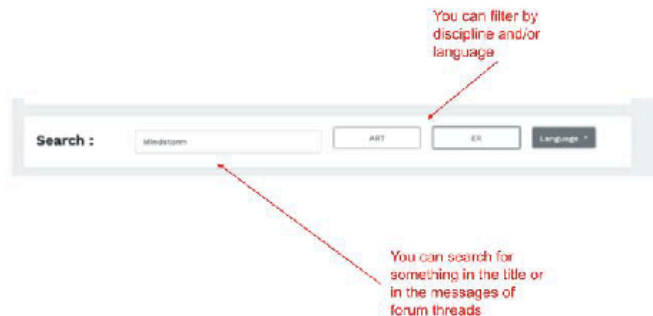 You can filter by
discipline and/or
language
Search : Mindstorm ART ER Language
You can search for
something in the title or
in the messages of
forum threads